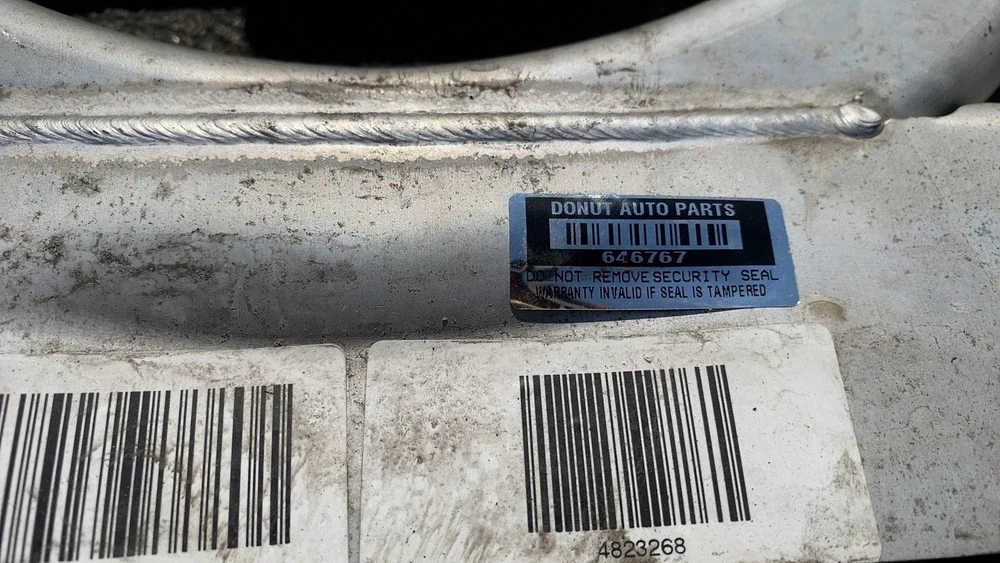 DONUT AUTO PARTS
646767
DO NOT REMOVE SECURITY SEAL
WARRANTY INVALID IF SEAL IS TAMPERED
4823268